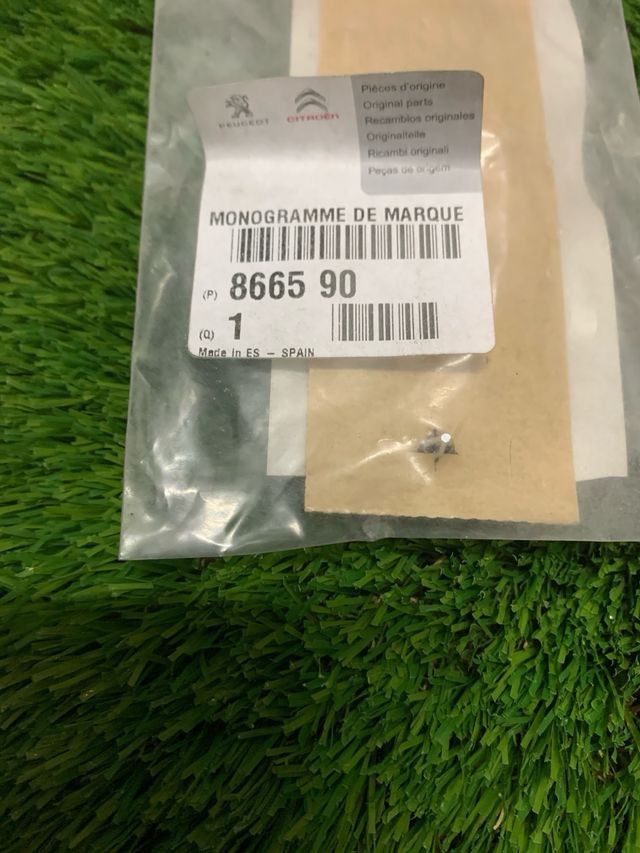 PEUGEOT
CITROËN
Pièces d'origine
Original parts
Recambios originales
Originalteile
Ricambi originali
Peças de origem
MONOGRAMME DE MARQUE
(P) 8665 90
(Q) 1
Made in ES - SPAIN